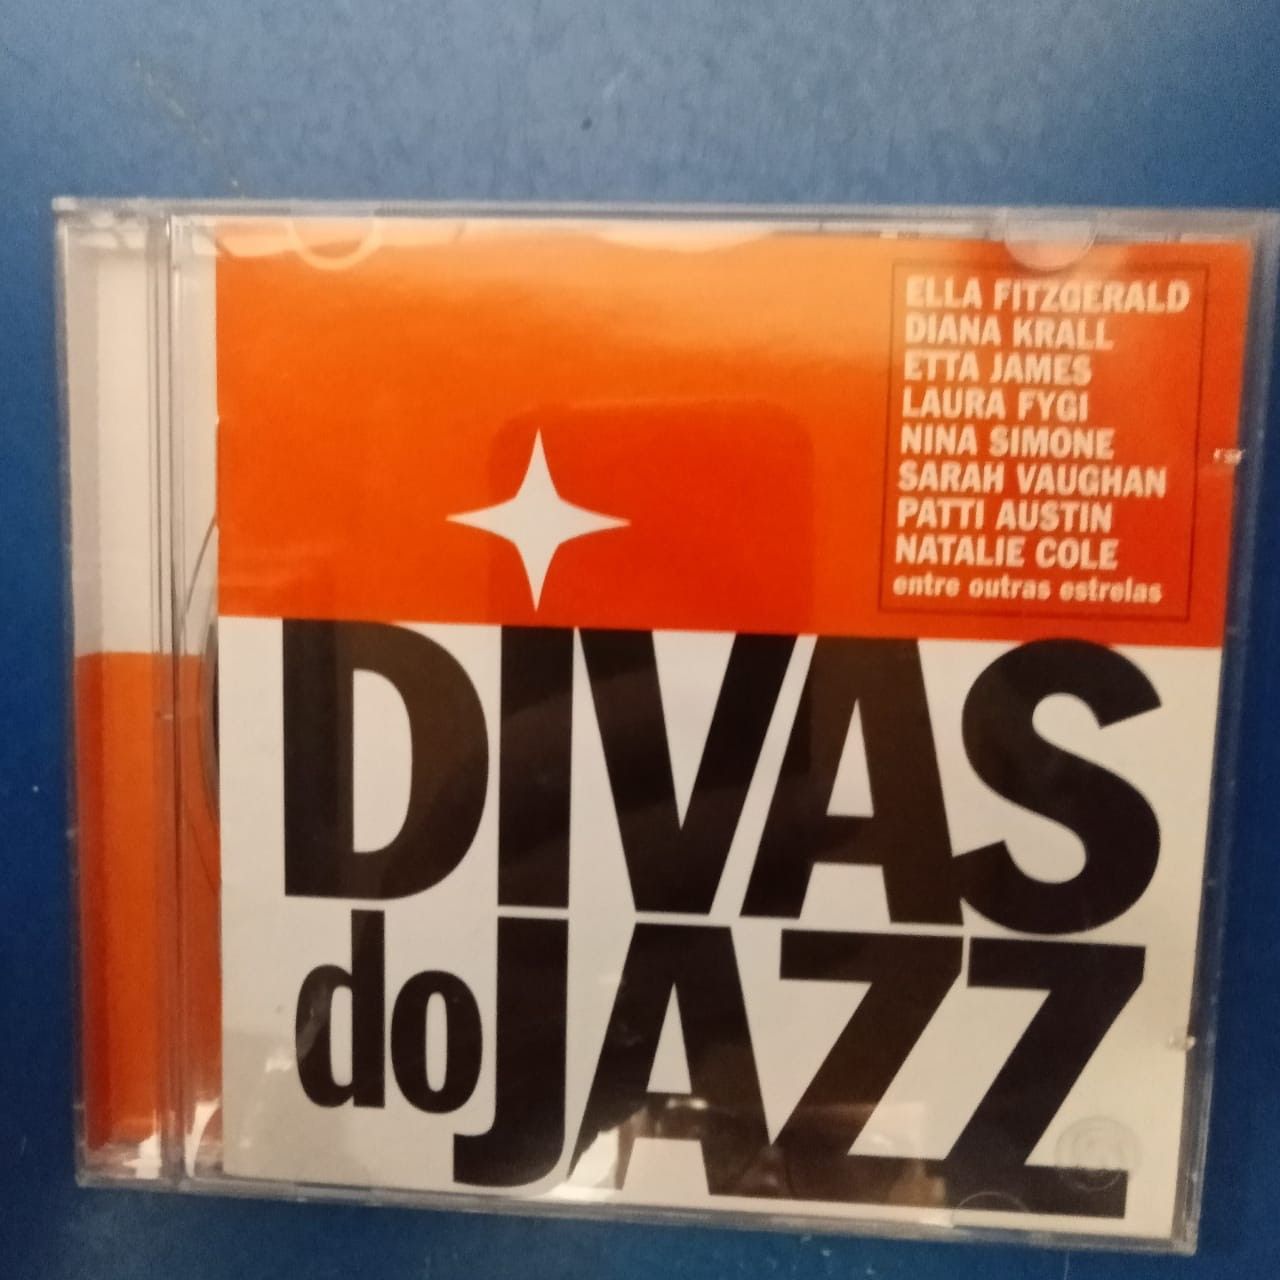 ELLA FITZGERALD
DIANA KRALL
ETTA JAMES
LAURA FYGI
NINA SIMONE
SARAH VAUGHAN
PATTI AUSTIN
NATALIE COLE
entre outras estrelas
DIVAS
do JAZZ